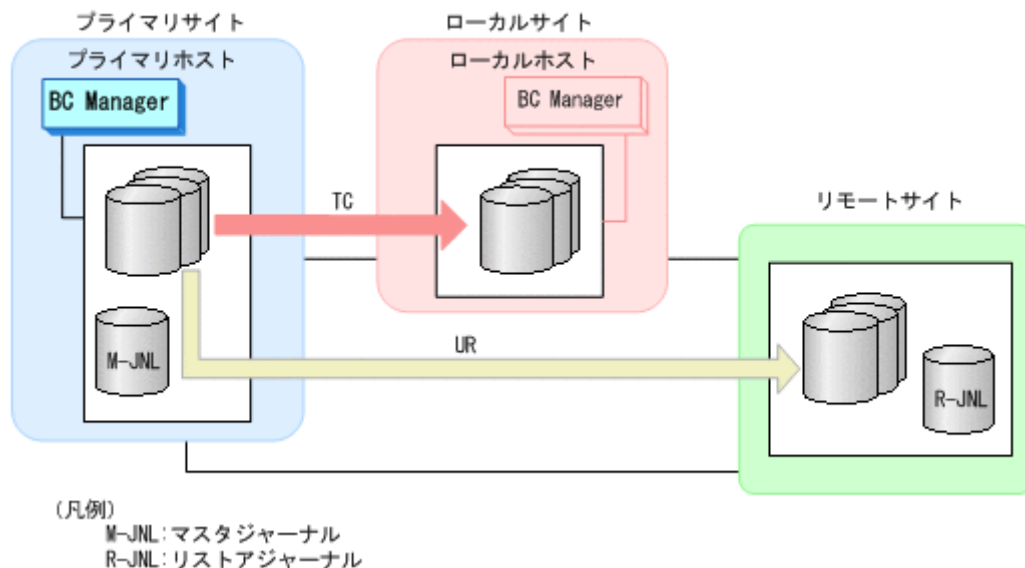 プライマリサイト
プライマリホスト
BC Manager
M-JNL
ローカルサイト
ローカルホスト
BC Manager
TC
UR
リモートサイト
R-JNL
(凡例)
M-JNL:マスタジャーナル
R-JNL:リストアジャーナル